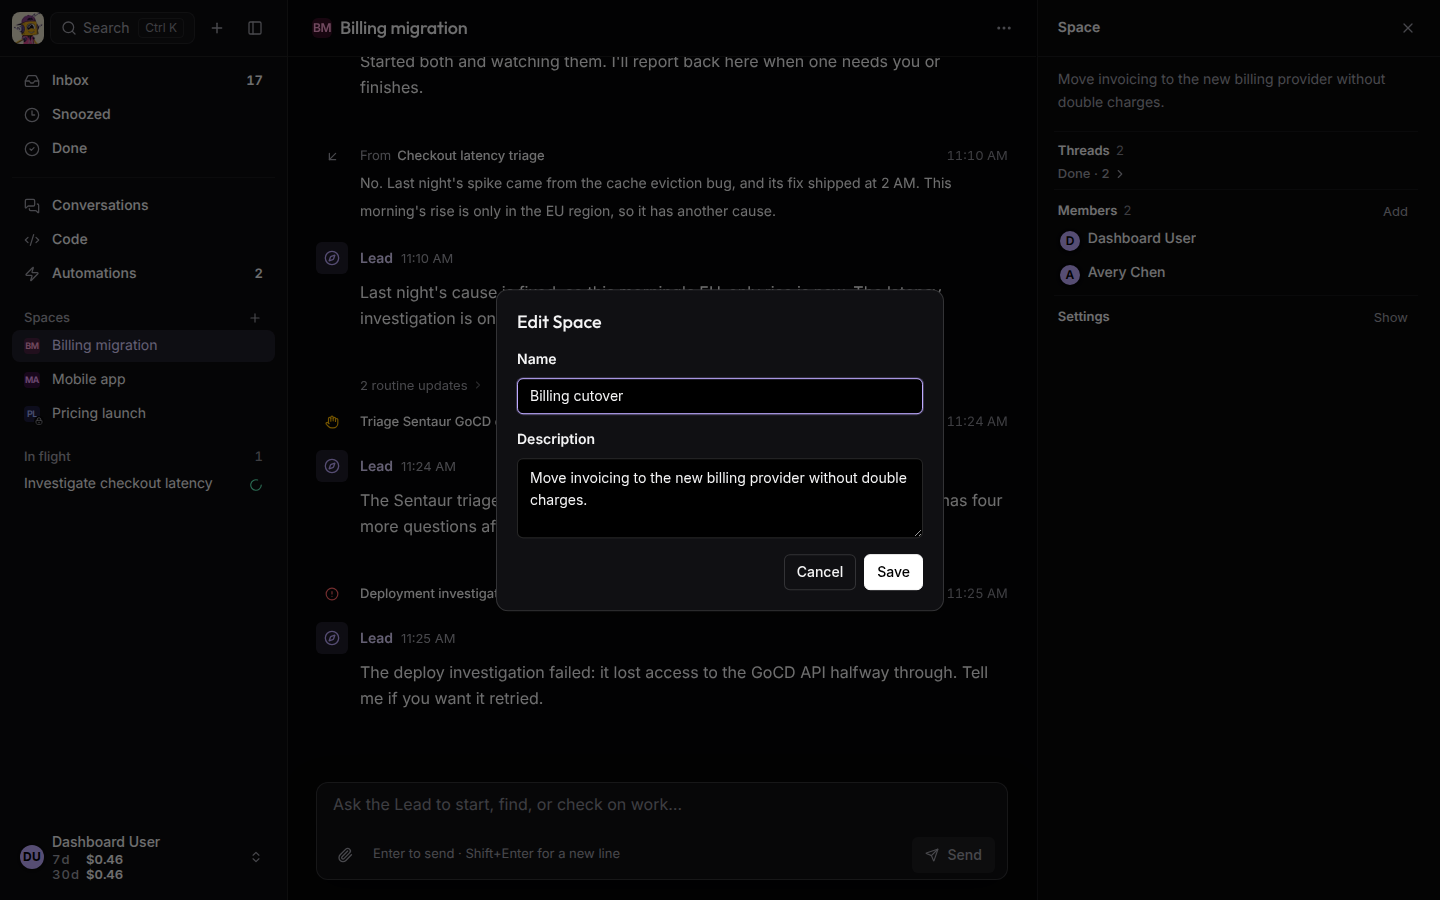 Search Ctrl K
Inbox 17
Snoozed
Done
Conversations
Code
Automations 2
Spaces
BM Billing migration
MA Mobile app
PL Pricing launch
In flight 1
Investigate checkout latency
DU Dashboard User
7d $0.46
30d $0.46
BM Billing migration
Started both and watching them. I'll report back here when one needs you or
finishes.
From Checkout latency triage 11:10 AM
No. Last night's spike came from the cache eviction bug, and its fix shipped at 2 AM. This
morning's rise is only in the EU region, so it has another cause.
Lead 11:10 AM
Last night's cause
investigation is on
2 routine updates
Triage Sentaur GoCD 11:24 AM
Lead 11:24 AM
The Sentaur triage has four
more questions
Deployment 11:25 AM
Lead 11:25 AM
The deploy investigation failed: it lost access to the GoCD API halfway through. Tell
me if you want it retried.
Ask the Lead to start, find, or check on work...
Enter to send · Shift+Enter for a new line
Send
Edit Space
Name
Billing cutover
Description
Move invoicing to the new billing provider without double
charges.
Cancel Save
Space
Move invoicing to the new billing provider without
double charges.
Threads 2
Done · 2
Members 2 Add
D Dashboard User
A Avery Chen
Settings Show